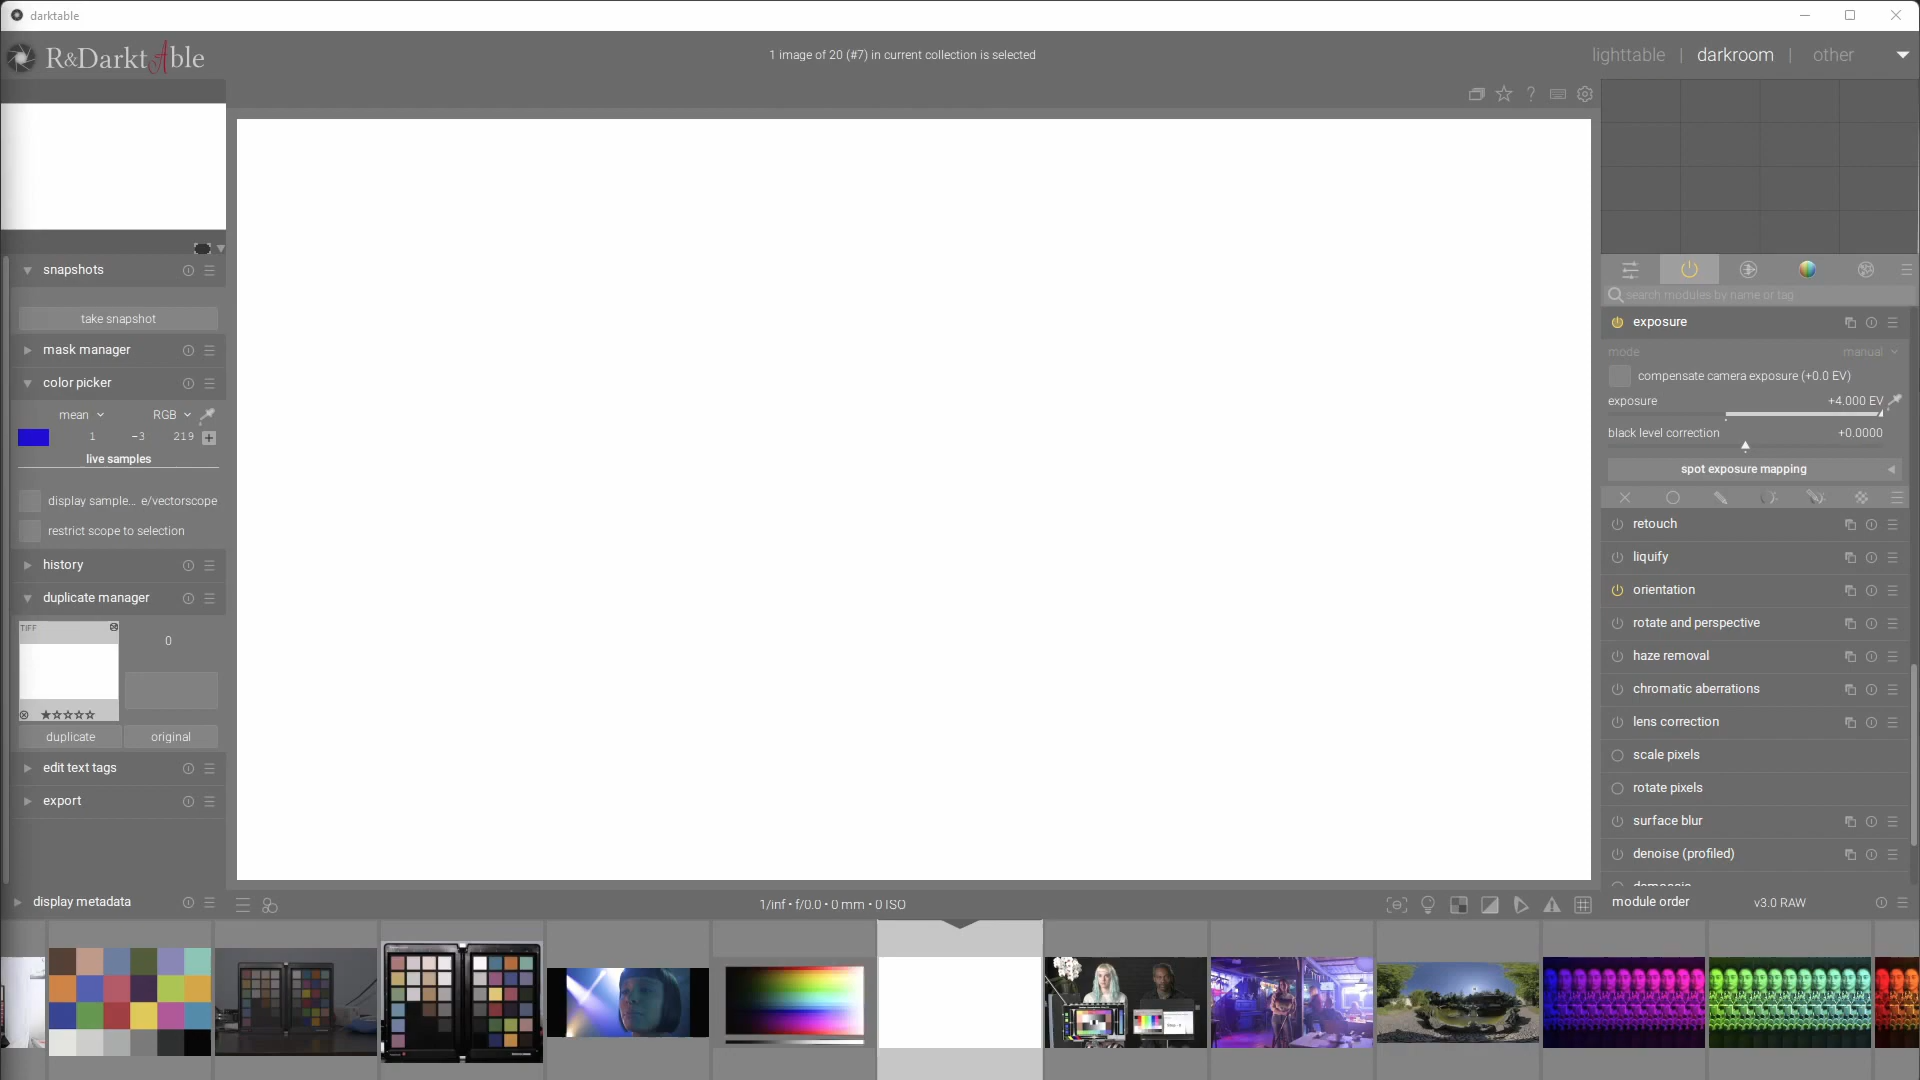 darktable
R&DarktAble
1 image of 20 (#7) in current collection is selected
lighttable | darkroom | other
snapshots
take snapshot
mask manager
color picker
mean RGB
1 -3 219
live samples
display sample... e/vectorscope
restrict scope to selection
history
duplicate manager
TIFF
0
duplicate original
edit text tags
export
display metadata
1/inf • f/0.0 • 0 mm • 0 ISO
search modules by name or tag
exposure
mode manual
compensate camera exposure (+0.0 EV)
exposure +4.000 EV
black level correction +0.0000
spot exposure mapping
retouch
liquify
orientation
rotate and perspective
haze removal
chromatic aberrations
lens correction
scale pixels
rotate pixels
surface blur
denoise (profiled)
module order v3.0 RAW